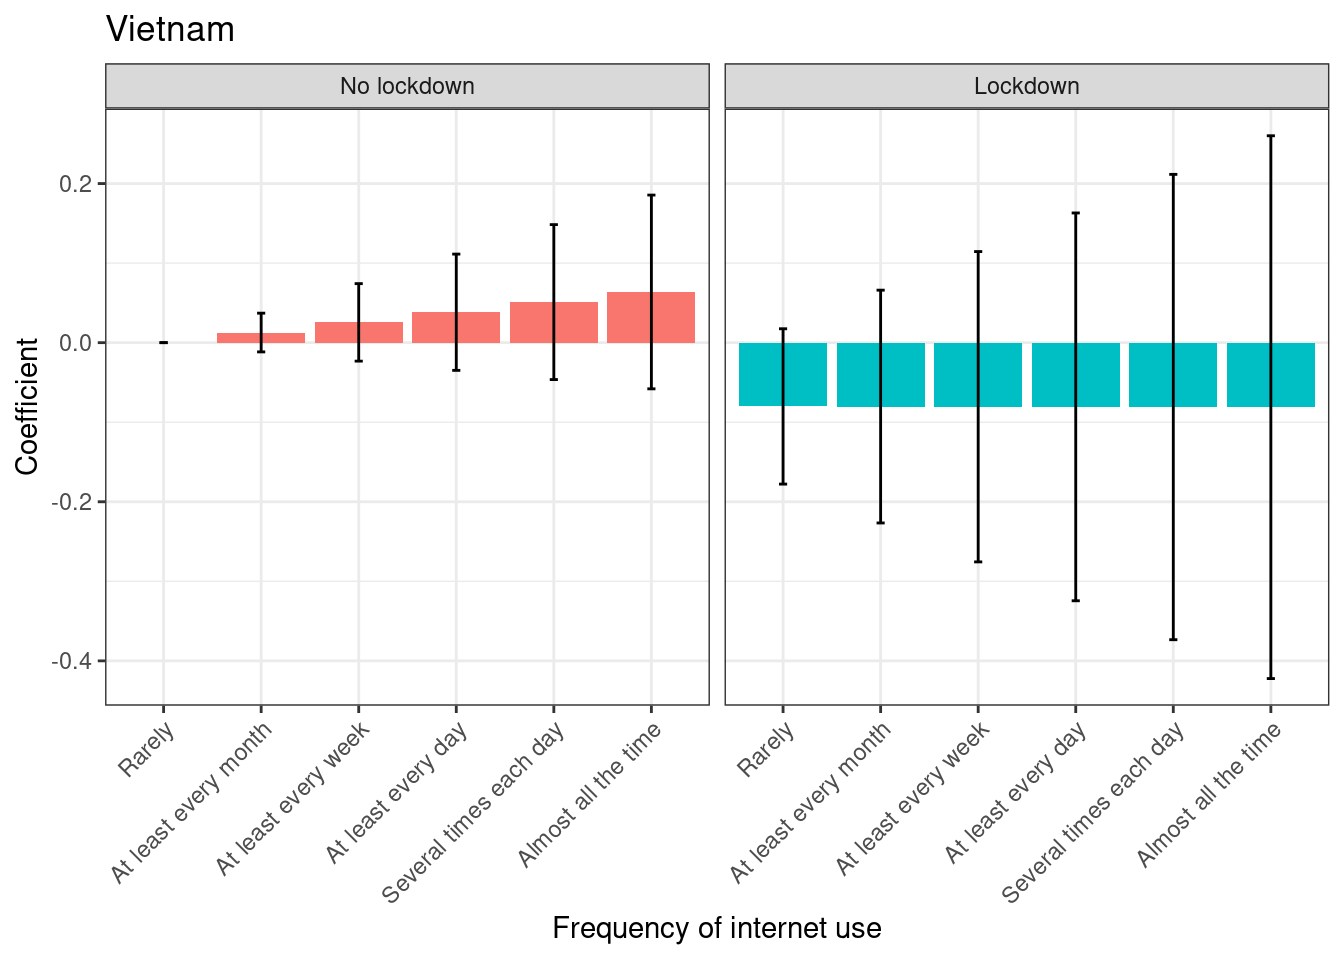 Vietnam
No lockdown
Lockdown
Coefficient
0.2
0.0
-0.2
-0.4
Rarely
At least every month
At least every week
At least every day
Several times each day
Almost all the time
Rarely
At least every month
At least every week
At least every day
Several times each day
Almost all the time
Frequency of internet use